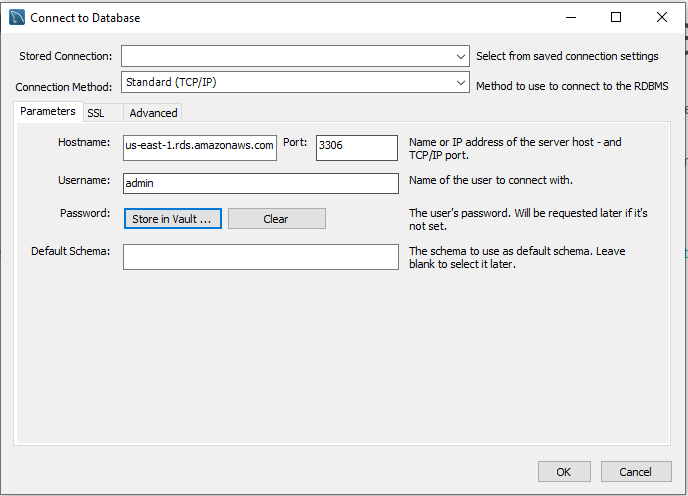 Connect to Database
Stored Connection:
Select from saved connection settings
Connection Method: Standard (TCP/IP)
Method to use to connect to the RDBMS
Parameters SSL Advanced
Hostname: us-east-1.rds.amazonaws.com Port: 3306
Name or IP address of the server host - and
TCP/IP port.
Username: admin
Name of the user to connect with.
Password: Store in Vault ... Clear
The user's password. Will be requested later if it's
not set.
Default Schema:
The schema to use as default schema. Leave
blank to select it later.
OK Cancel